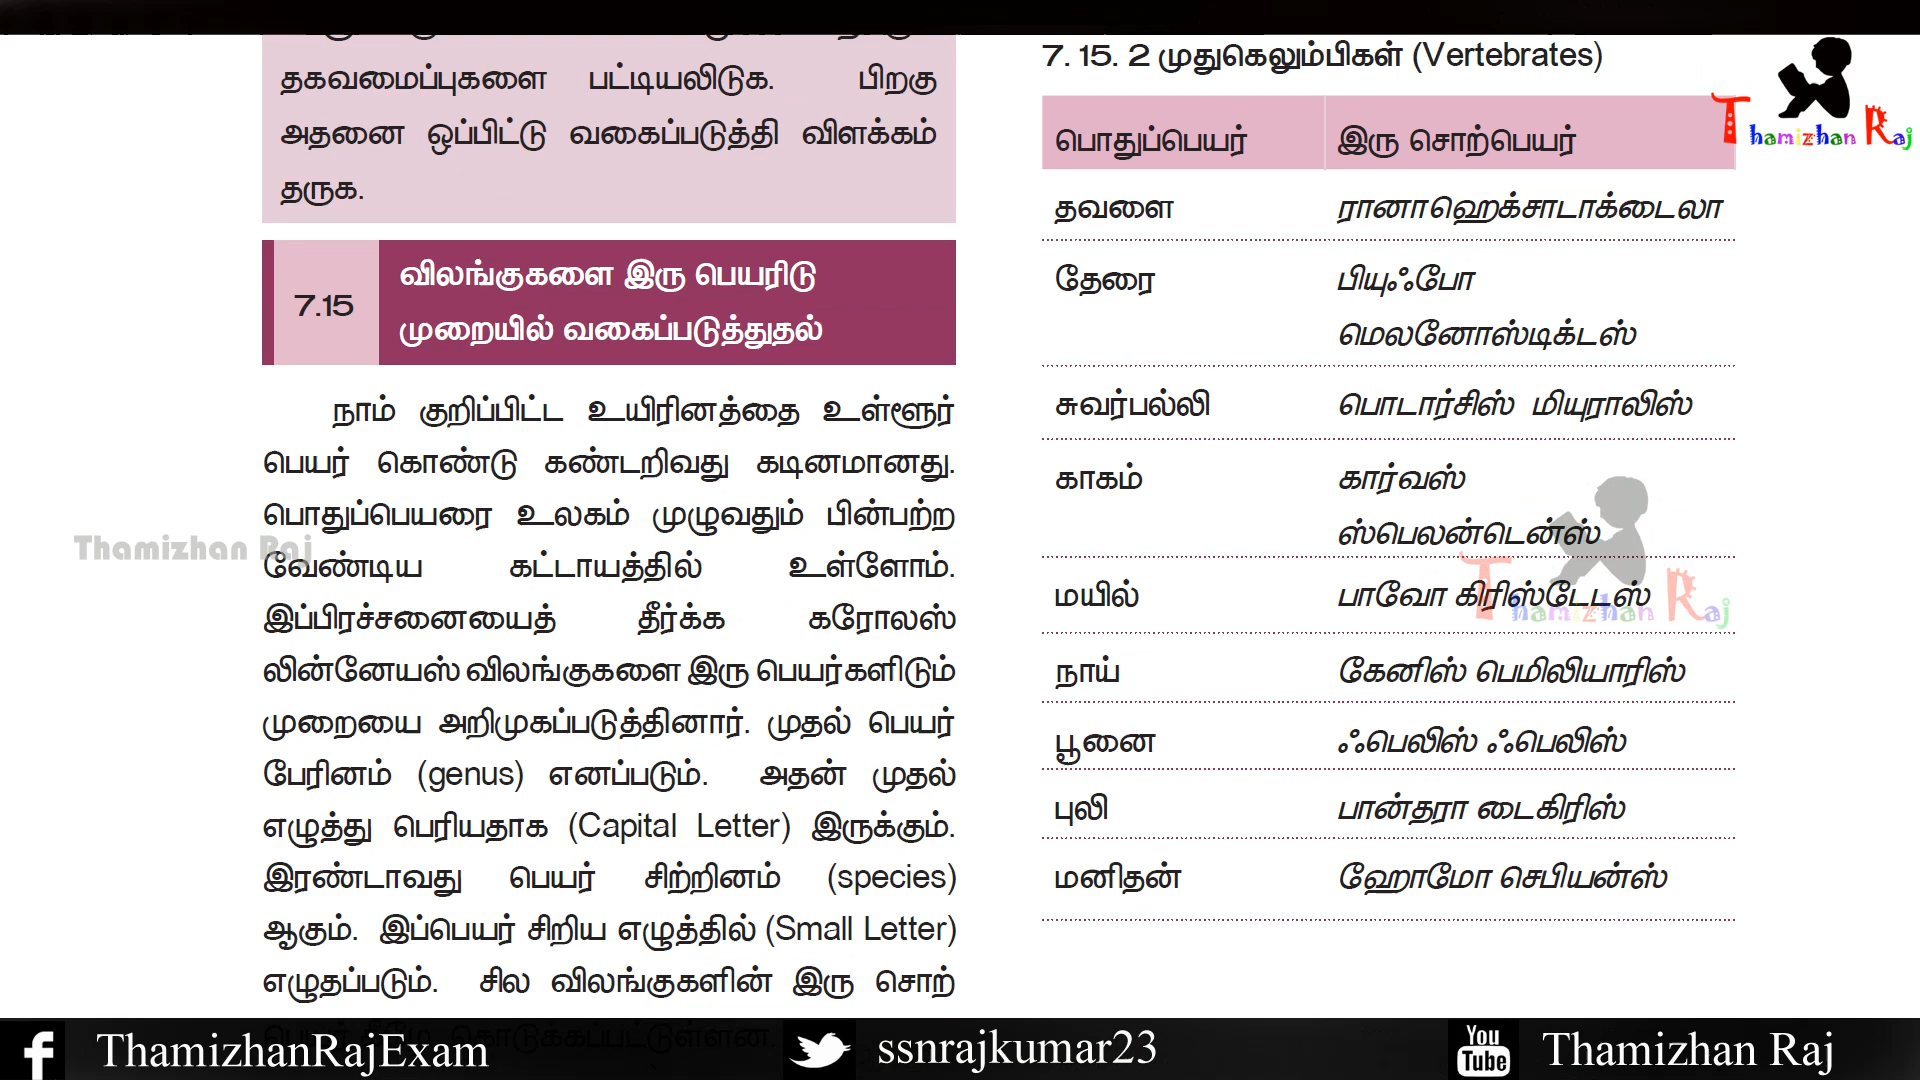 தகவமைப்புகளை பட்டியலிடுக. பிறகு
அதனை ஒப்பிட்டு வகைப்படுத்தி விளக்கம்
தருக.
7.15
விலங்குகளை இரு பெயரிடு
முறையில் வகைப்படுத்துதல்
நாம் குறிப்பிட்ட உயிரினத்தை உள்ளூர்
பெயர் கொண்டு கண்டறிவது கடினமானது.
பொதுப்பெயரை உலகம் முழுவதும் பின்பற்ற
வேண்டிய கட்டாயத்தில் உள்ளோம்.
இப்பிரச்சனையைத் தீர்க்க கரோலஸ்
லின்னேயஸ் விலங்குகளை இரு பெயர்களிடும்
முறையை அறிமுகப்படுத்தினார். முதல் பெயர்
பேரினம் (genus) எனப்படும். அதன் முதல்
எழுத்து பெரியதாக (Capital Letter) இருக்கும்.
இரண்டாவது பெயர் சிற்றினம் (species)
ஆகும். இப்பெயர் சிறிய எழுத்தில் (Small Letter)
எழுதப்படும். சில விலங்குகளின் இரு சொற்
கொடுக்கப்பட்டுள்ளன.
7. 15. 2 முதுகெலும்பிகள் (Vertebrates)
பொதுப்பெயர் இரு சொற்பெயர்
தவளை ரானா ஹெக்சாடாக்டைலா
தேரை பியுஃபோ
மெலனோஸ்டிக்டஸ்
சுவர்பல்லி பொடார்சிஸ் மியுராலிஸ்
காகம் கார்வஸ்
ஸ்பெலன்டென்ஸ்
மயில் பாவோ கிரிஸ்டேடஸ்
நாய் கேனிஸ் பெமிலியாரிஸ்
பூனை ஃபெலிஸ் ஃபெலிஸ்
புலி பான்தரா டைகிரிஸ்
மனிதன் ஹோமோ செபியன்ஸ்
Thamizhan Raj
Thamizhan Raj
Thamizhan Raj
f ThamizhanRajExam
ssnrajkumar23
You Tube Thamizhan Raj